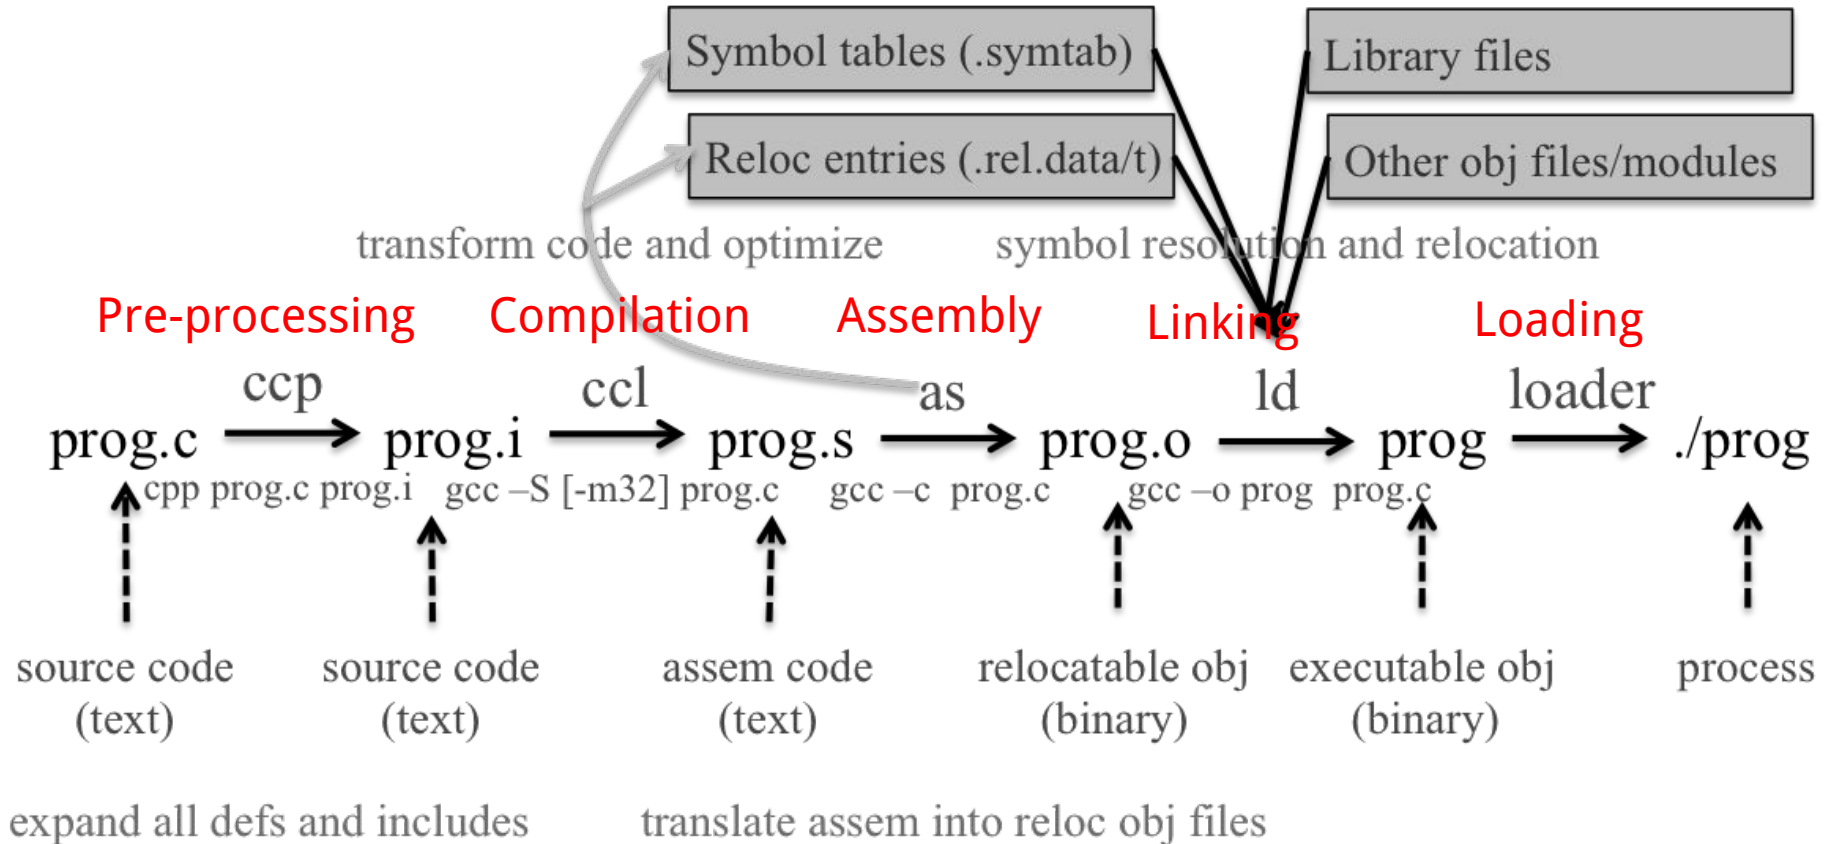 Symbol tables (.symtab)
Library files
Reloc entries (.rel.data/t)
Other obj files/modules
transform code and optimize
symbol resolution and relocation
Pre-processing
Compilation
Assembly
Linking
Loading
ccp
ccl
as
ld
loader
prog.c
prog.i
prog.s
prog.o
prog
./prog
cpp prog.c prog.i
gcc –S [-m32] prog.c
gcc –c prog.c
gcc –o prog prog.c
source code
(text)
source code
(text)
assem code
(text)
relocatable obj
(binary)
executable obj
(binary)
process
expand all defs and includes
translate assem into reloc obj files